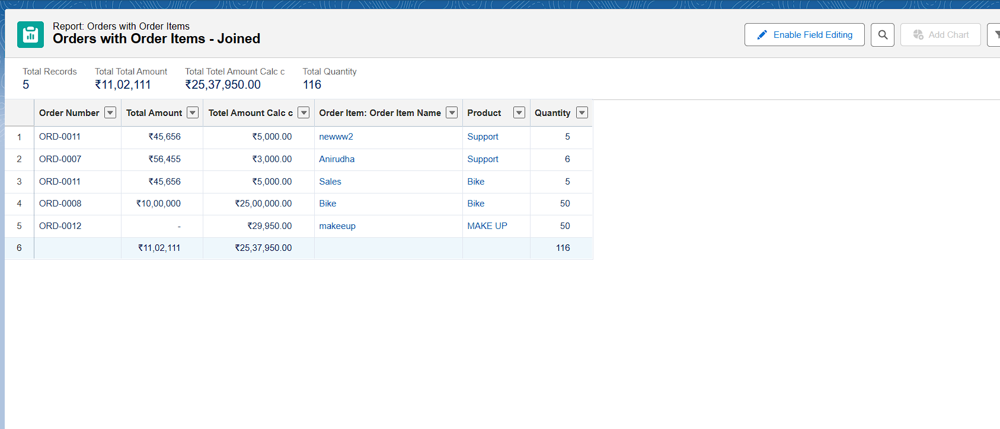 Report: Orders with Order Items
Orders with Order Items - Joined
Enable Field Editing
Add Chart
Total Records Total Total Amount Total Totel Amount Calc c Total Quantity
5 ₹11,02,111 ₹25,37,950.00 116
Order Number Total Amount Totel Amount Calc c Order Item: Order Item Name Product Quantity
1 ORD-0011 ₹45,656 ₹5,000.00 newww2 Support 5
2 ORD-0007 ₹56,455 ₹3,000.00 Anirudha Support 6
3 ORD-0011 ₹45,656 ₹5,000.00 Sales Bike 5
4 ORD-0008 ₹10,00,000 ₹25,00,000.00 Bike Bike 50
5 ORD-0012 - ₹29,950.00 makeeup MAKE UP 50
6 ₹11,02,111 ₹25,37,950.00 116